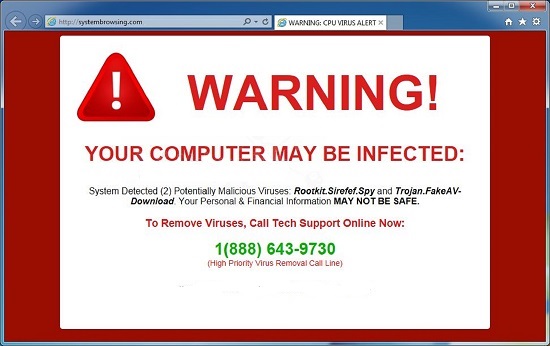 http://systembrowsing.com
WARNING: CPU VIRUS ALERT
WARNING!
YOUR COMPUTER MAY BE INFECTED:
System Detected (2) Potentially Malicious Viruses: Rootkit.Sirefef.Spy and Trojan.FakeAV-
Download. Your Personal & Financial Information MAY NOT BE SAFE.
To Remove Viruses, Call Tech Support Online Now:
1(888) 643-9730
(High Priority Virus Removal Call Line)